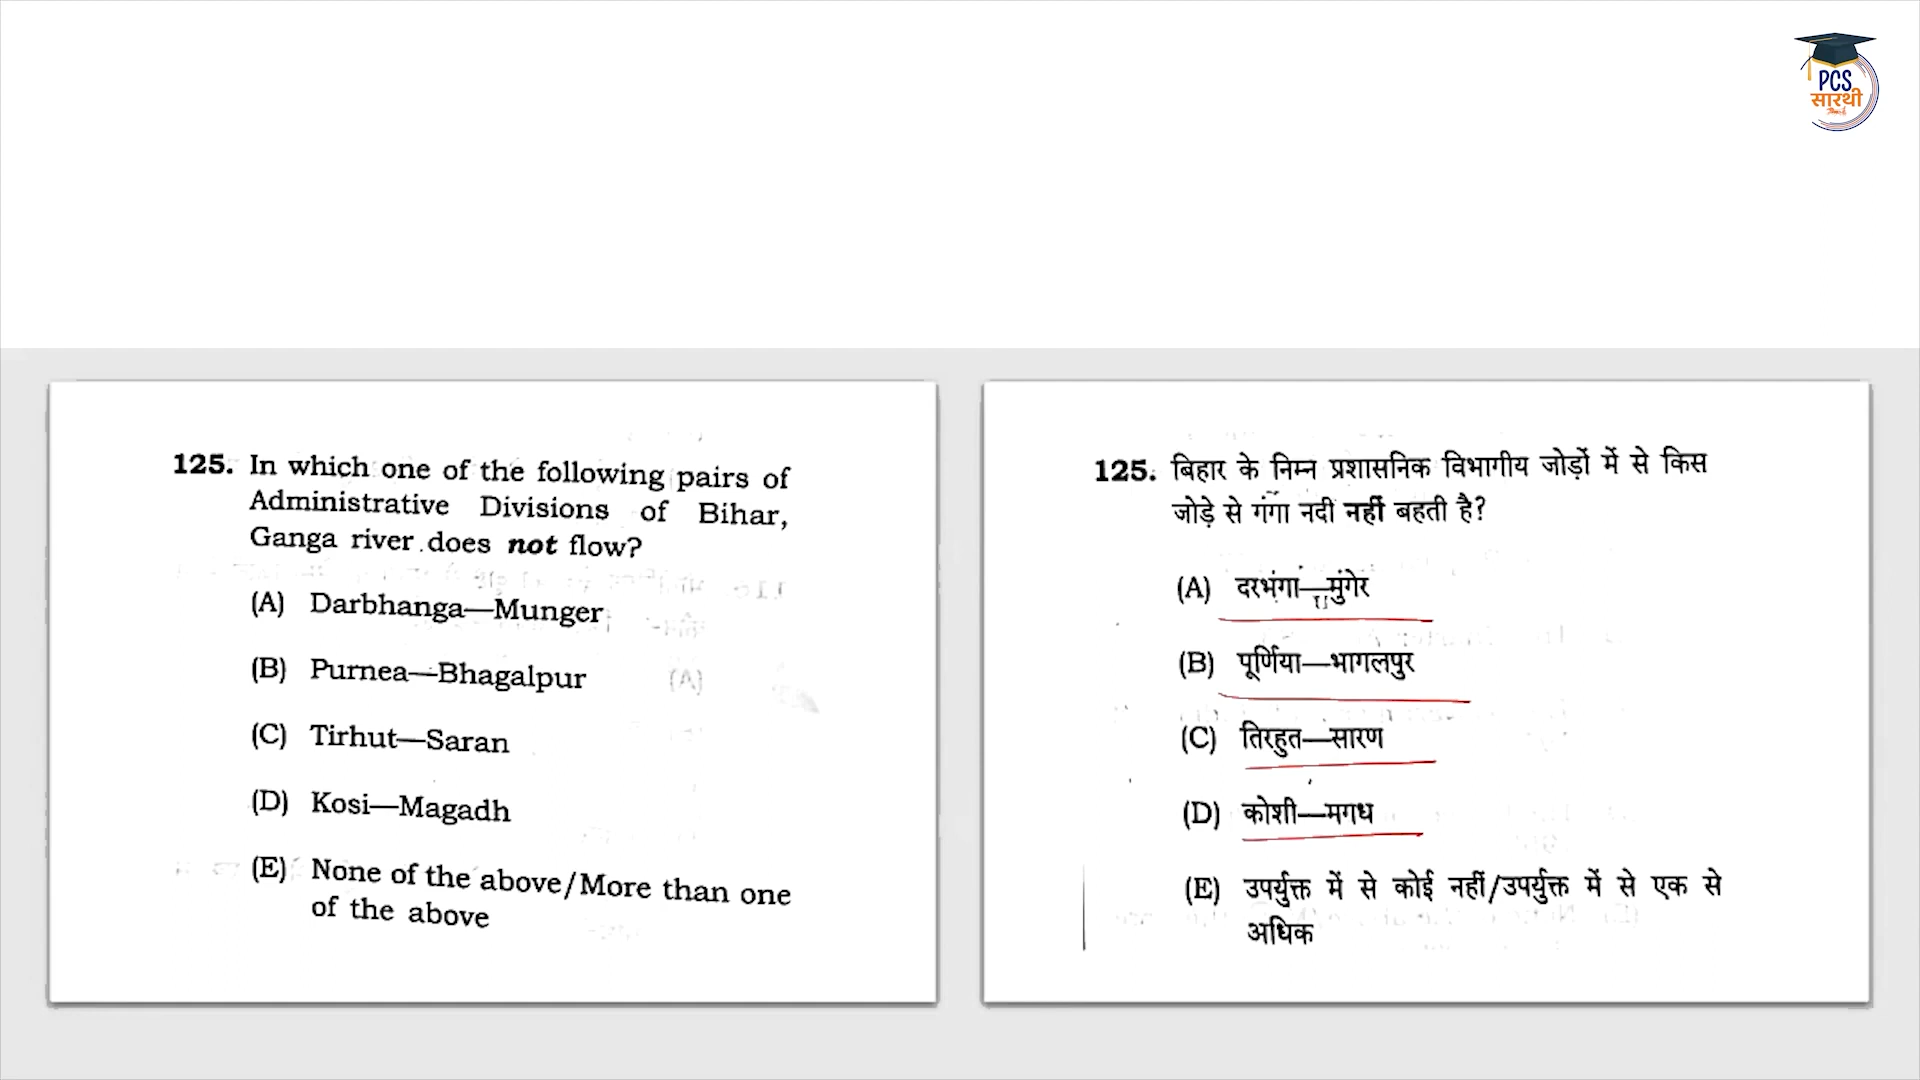 PCS
सारथी
125. In which one of the following pairs of
Administrative Divisions of Bihar,
Ganga river does not flow?
(A) Darbhanga—Munger
(B) Purnea—Bhagalpur
(C) Tirhut—Saran
(D) Kosi—Magadh
(E) None of the above/More than one
of the above
125. बिहार के निम्न प्रशासनिक विभागीय जोड़ों में से किस
जोड़े से गंगा नदी नहीं बहती है?
(A) दरभंगा—मुंगेर
(B) पूर्णिया—भागलपुर
(C) तिरहुत—सारण
(D) कोशी—मगध
(E) उपर्युक्त में से कोई नहीं/उपर्युक्त में से एक से
अधिक